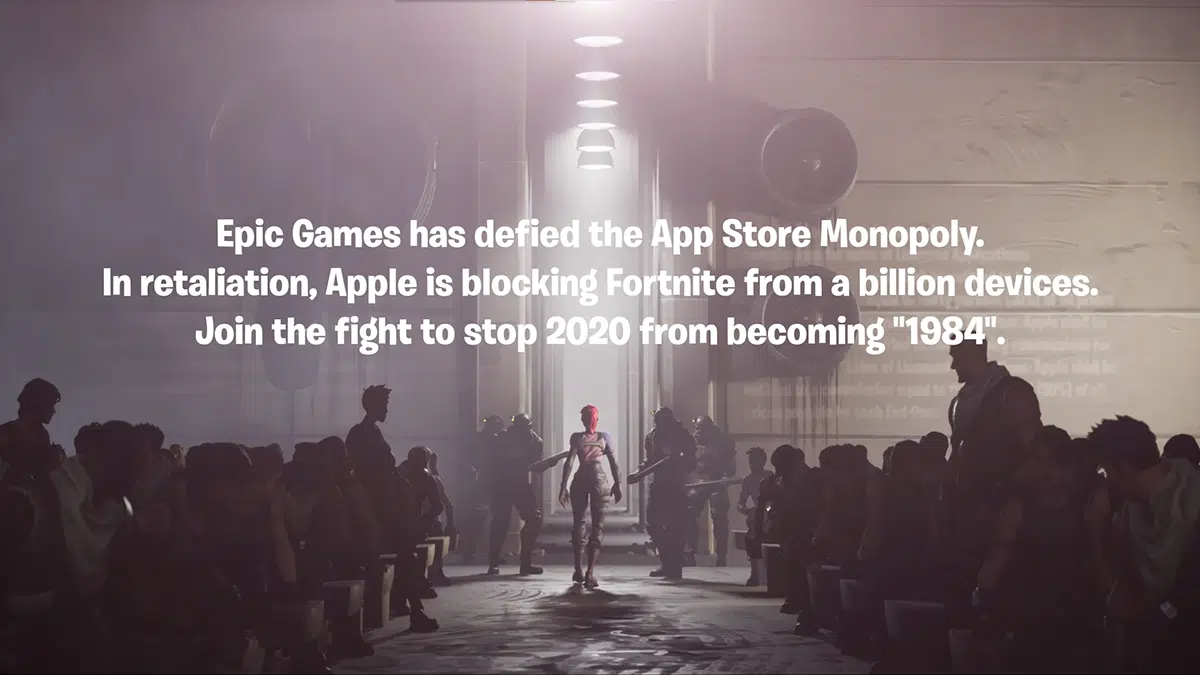 Epic Games has defied the App Store Monopoly.
In retaliation, Apple is blocking Fortnite from a billion devices.
Join the fight to stop 2020 from becoming "1984".